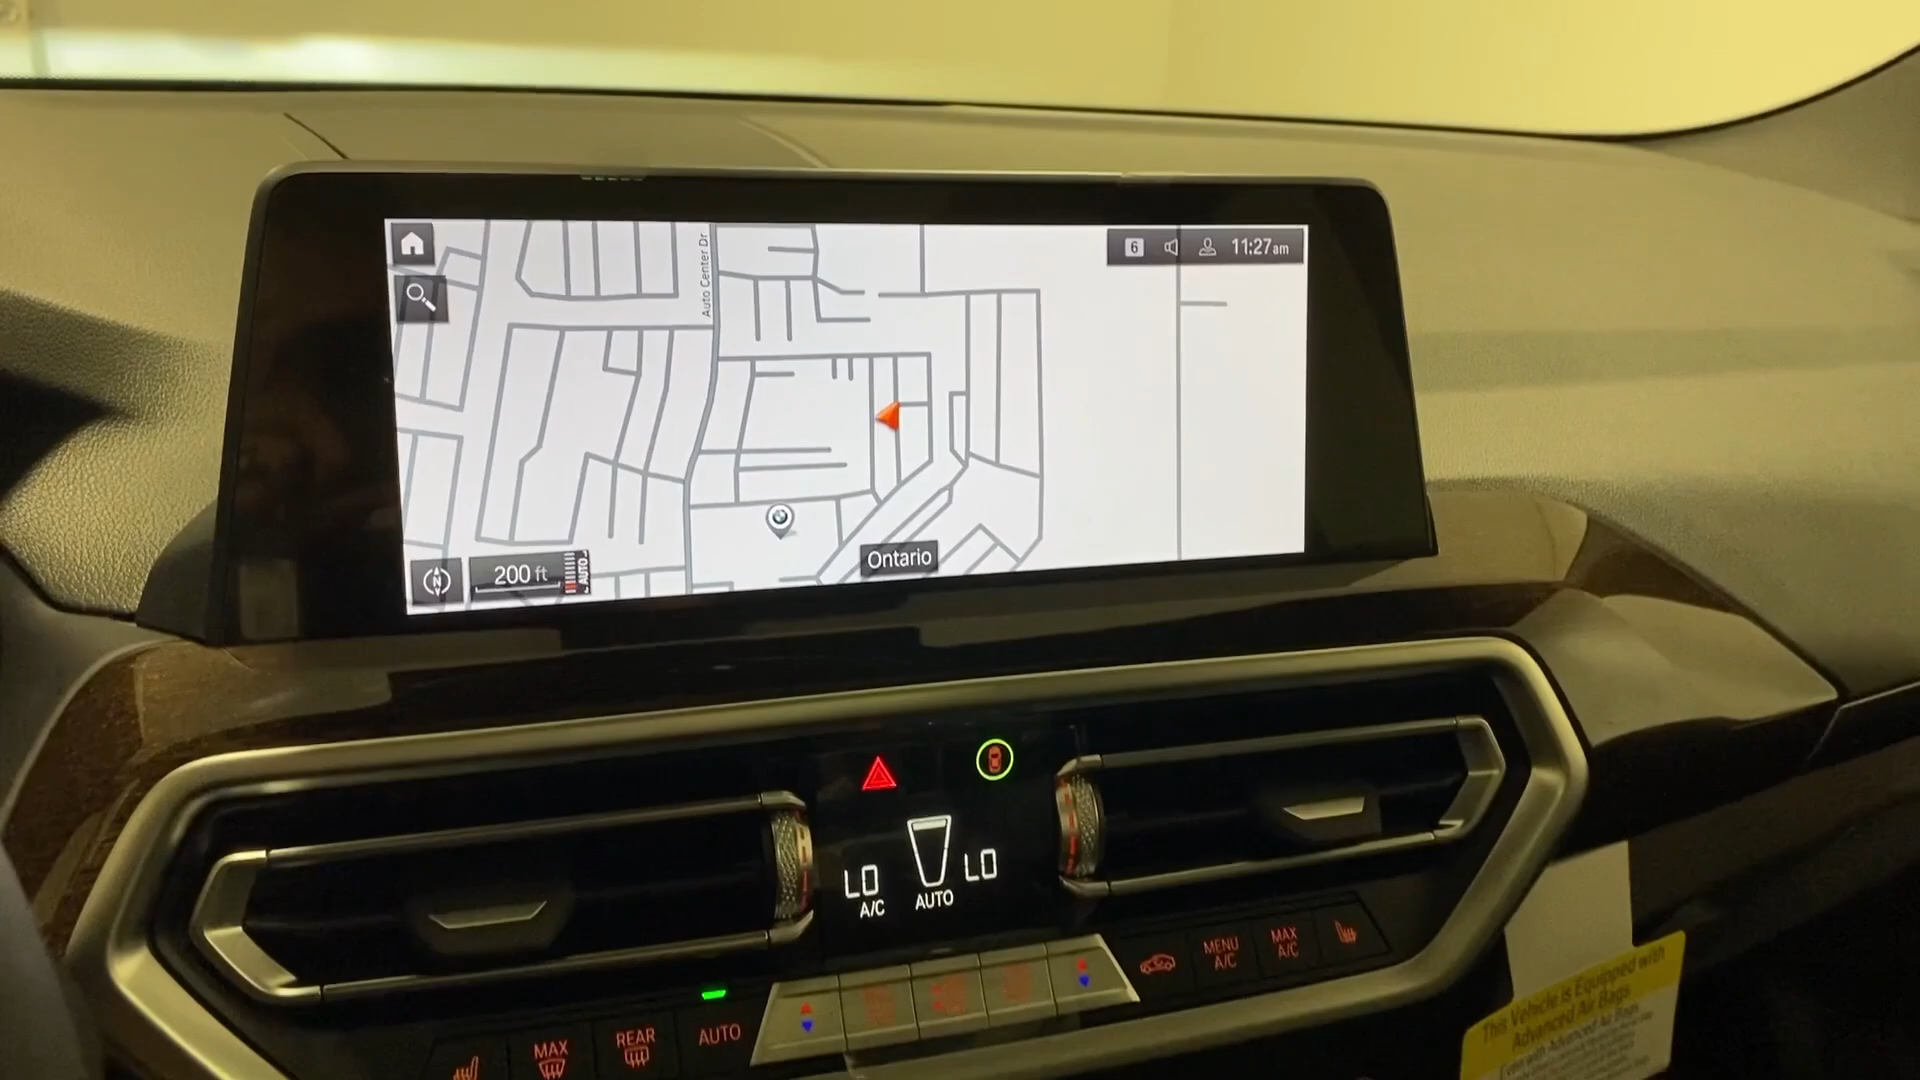 Auto Center Dr
6
11:27am
N
200 ft
AUTO
Ontario
LO
LO
A/C
AUTO
MAX
REAR
AUTO
MENU
A/C
MAX
A/C
This Vehicle is Equipped with
Advanced Air Bags